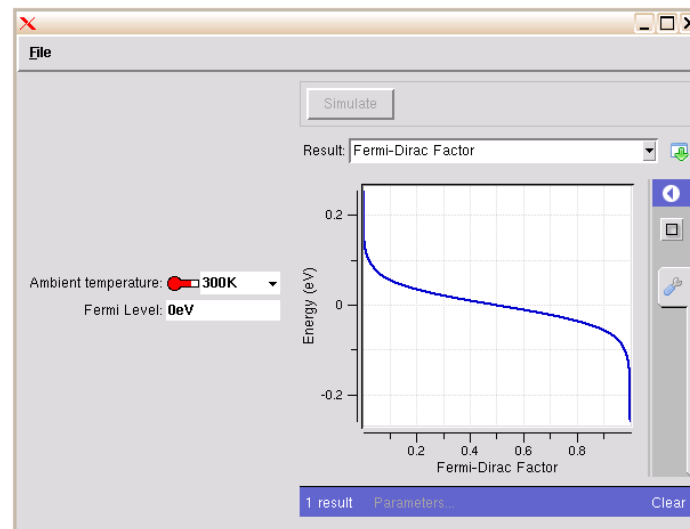 File
Simulate
Result: Fermi-Dirac Factor
Ambient temperature: 300K
Fermi Level: 0eV
Energy (eV)
0.2
0
-0.2
0.2 0.4 0.6 0.8
Fermi-Dirac Factor
1 result Parameters... Clear